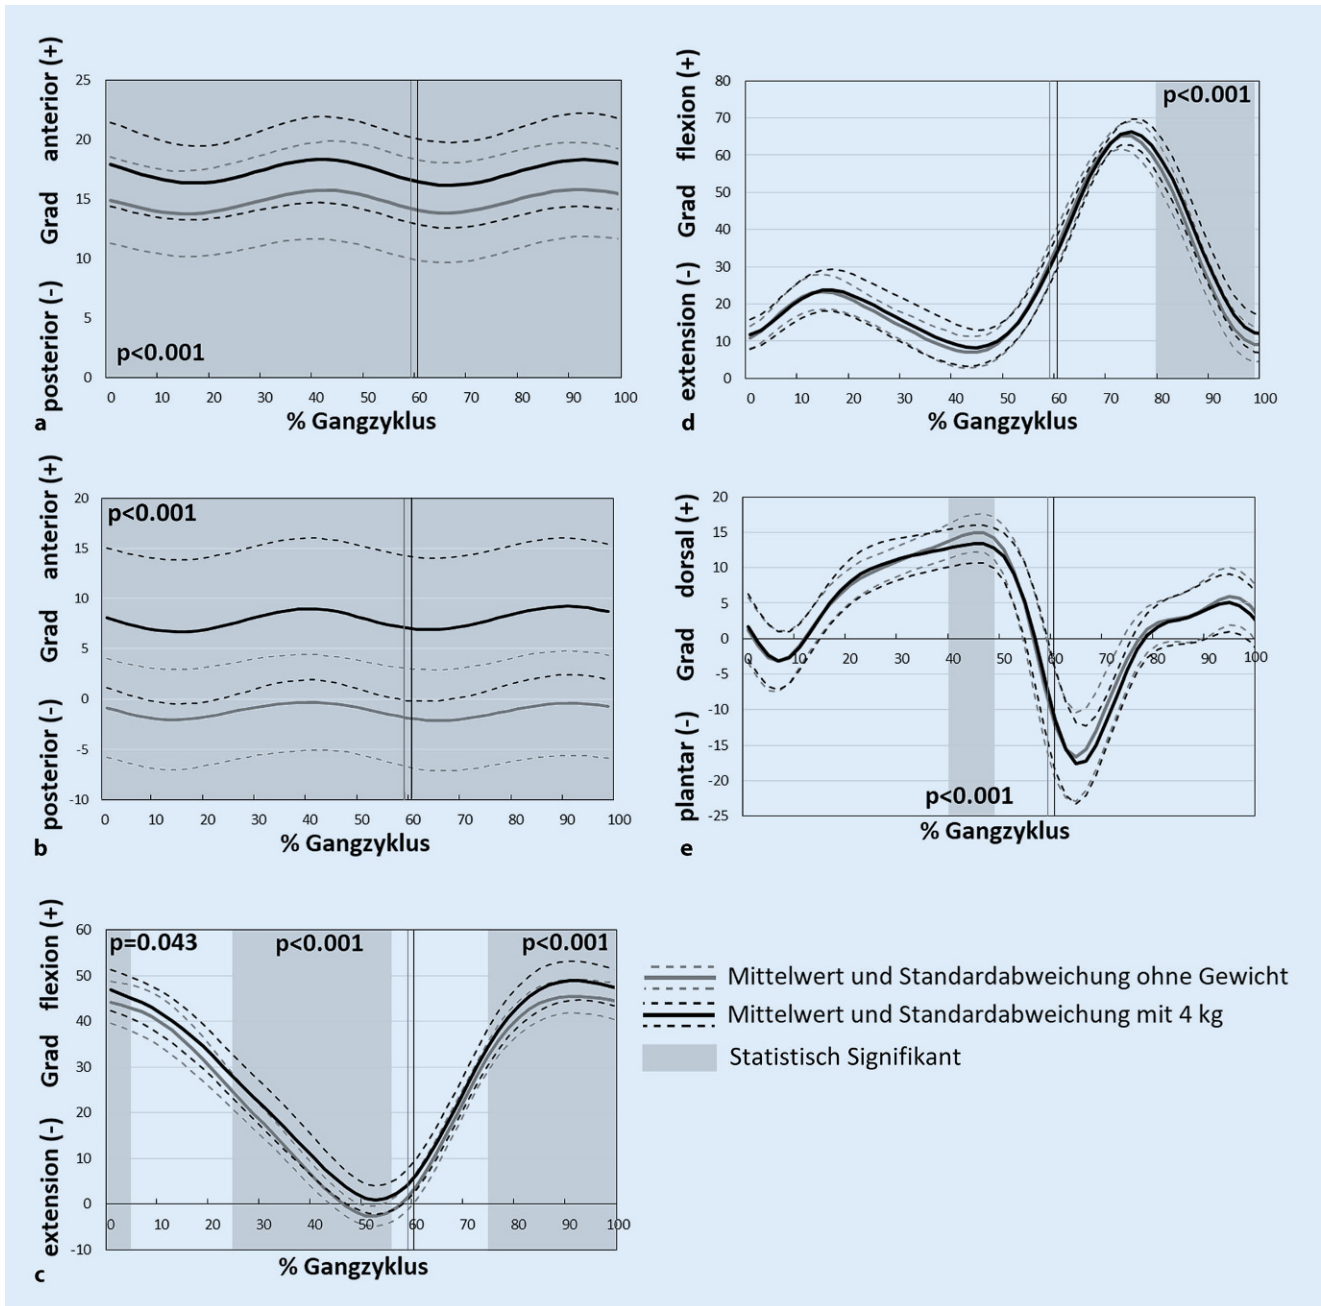 posterior (-) Grad anterior (+)
25
20
15
10
5
0
p<0.001
0 10 20 30 40 50 60 70 80 90 100
% Gangzyklus
a
extension (-) Grad flexion (+)
80
70
60
50
40
30
20
10
0
p<0.001
0 10 20 30 40 50 60 70 80 90 100
% Gangzyklus
d
posterior (-) Grad anterior (+)
20
15
10
5
0
-5
-10
p<0.001
0 10 20 30 40 50 60 70 80 90 100
% Gangzyklus
b
plantar (-) Grad dorsal (+)
20
15
10
5
0
-5
-10
-15
-20
-25
0 10 20 30 40 50 60 70 80 90 100
p<0.001
% Gangzyklus
e
extension (-) Grad flexion (+)
60
50
40
30
20
10
0
-10
p=0.043 p<0.001 p<0.001
0 10 20 30 40 50 60 70 80 90 100
% Gangzyklus
c
Mittelwert und Standardabweichung ohne Gewicht
Mittelwert und Standardabweichung mit 4 kg
Statistisch Signifikant